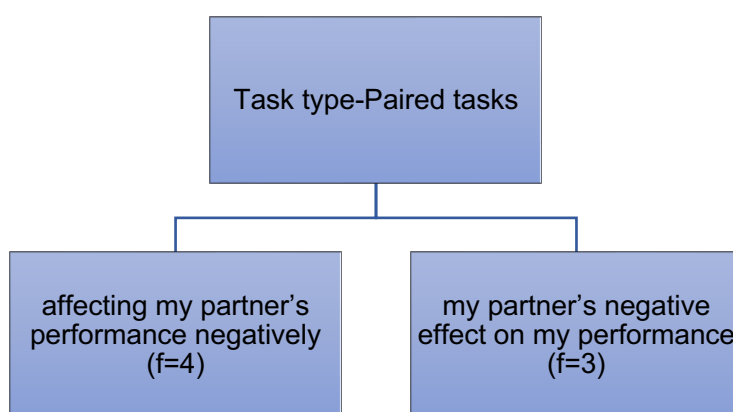 Task type-Paired tasks
affecting my partner’s
performance negatively
(f=4)
my partner’s negative
effect on my performance
(f=3)